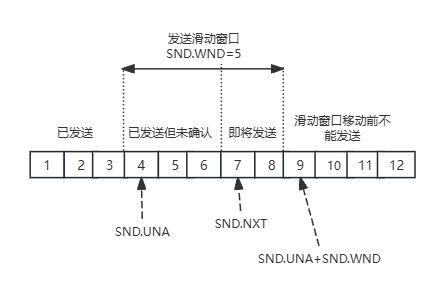 发送滑动窗口
SND.WND=5
已发送
已发送但未确认
即将发送
滑动窗口移动前不
能发送
1 2 3 4 5 6 7 8 9 10 11 12
SND.UNA
SND.NXT
SND.UNA+SND.WND